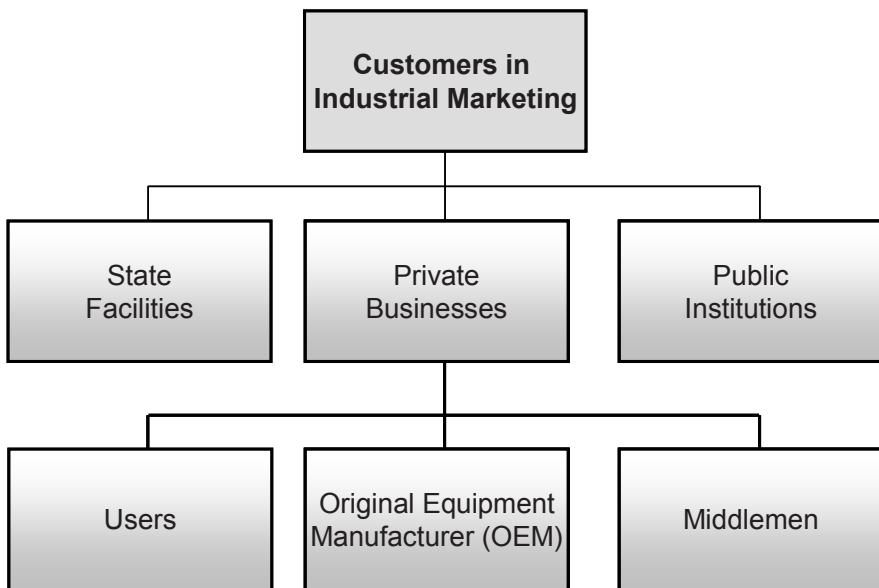 Customers in
Industrial Marketing
State
Facilities
Private
Businesses
Public
Institutions
Users
Original Equipment
Manufacturer (OEM)
Middlemen